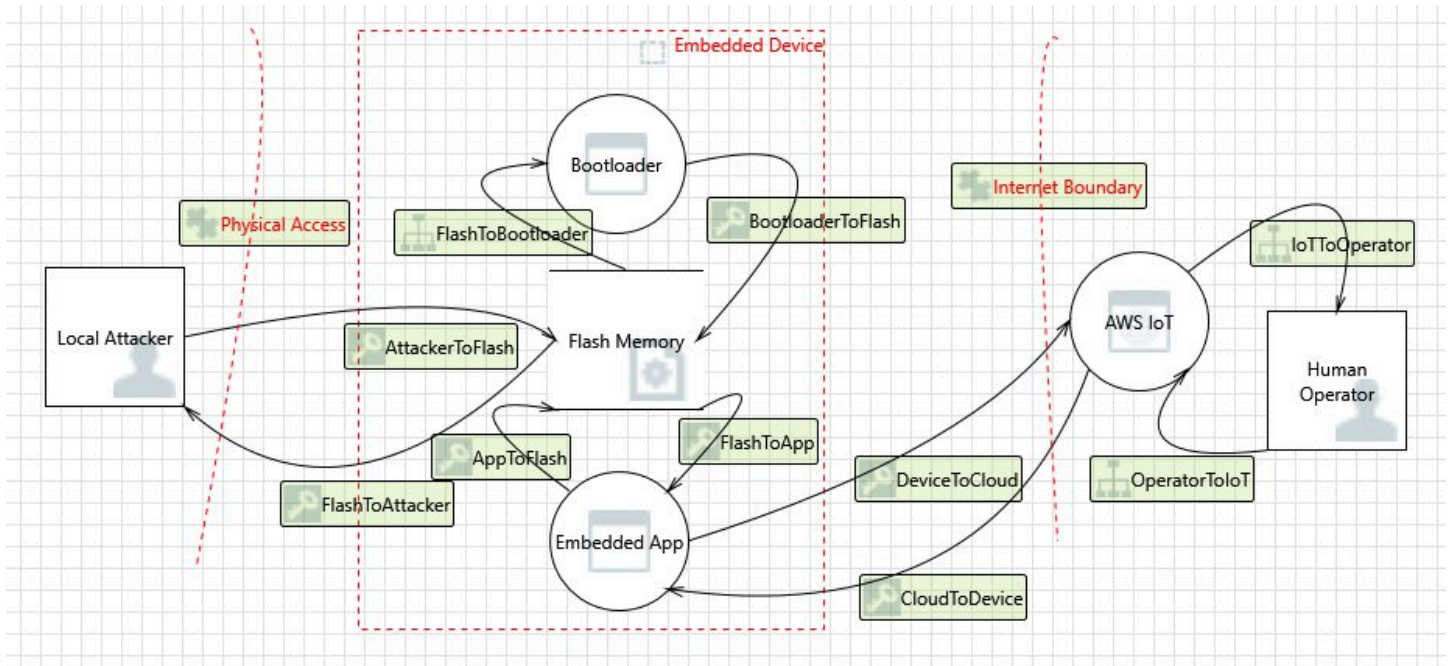 Embedded Device
Bootloader
Physical Access
FlashToBootloader
BootloaderToFlash
Internet Boundary
IoTToOperator
Local Attacker
AttackerToFlash
Flash Memory
AWS IoT
Human
Operator
AppToFlash
FlashToApp
FlashToAttacker
DeviceToCloud
OperatorToIoT
Embedded App
CloudToDevice